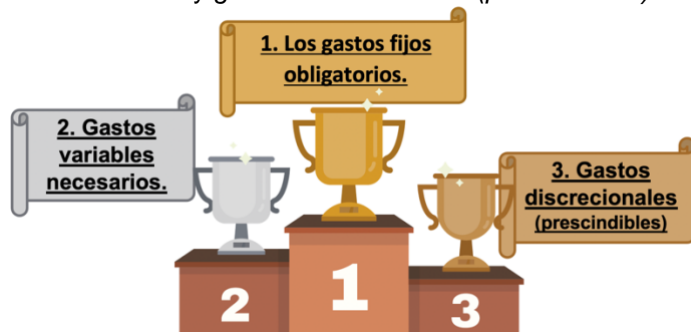 1. Los gastos fijos
obligatorios.
2. Gastos
variables
necesarios.
3. Gastos
discrecionales
(prescindibles)
2
1
3